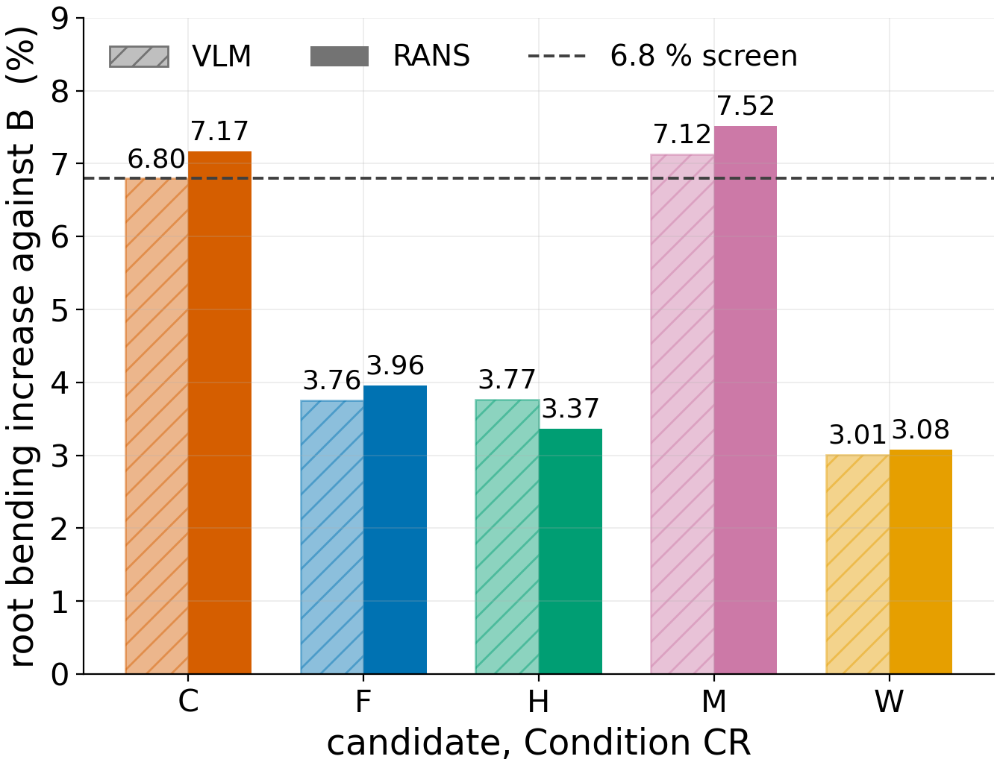 root bending increase against B (%)
9
8
7
6
5
4
3
2
1
0
VLM
RANS
6.8 % screen
6.80
7.17
3.76
3.96
3.77
3.37
7.12
7.52
3.01
3.08
C
F
H
M
W
candidate, Condition CR